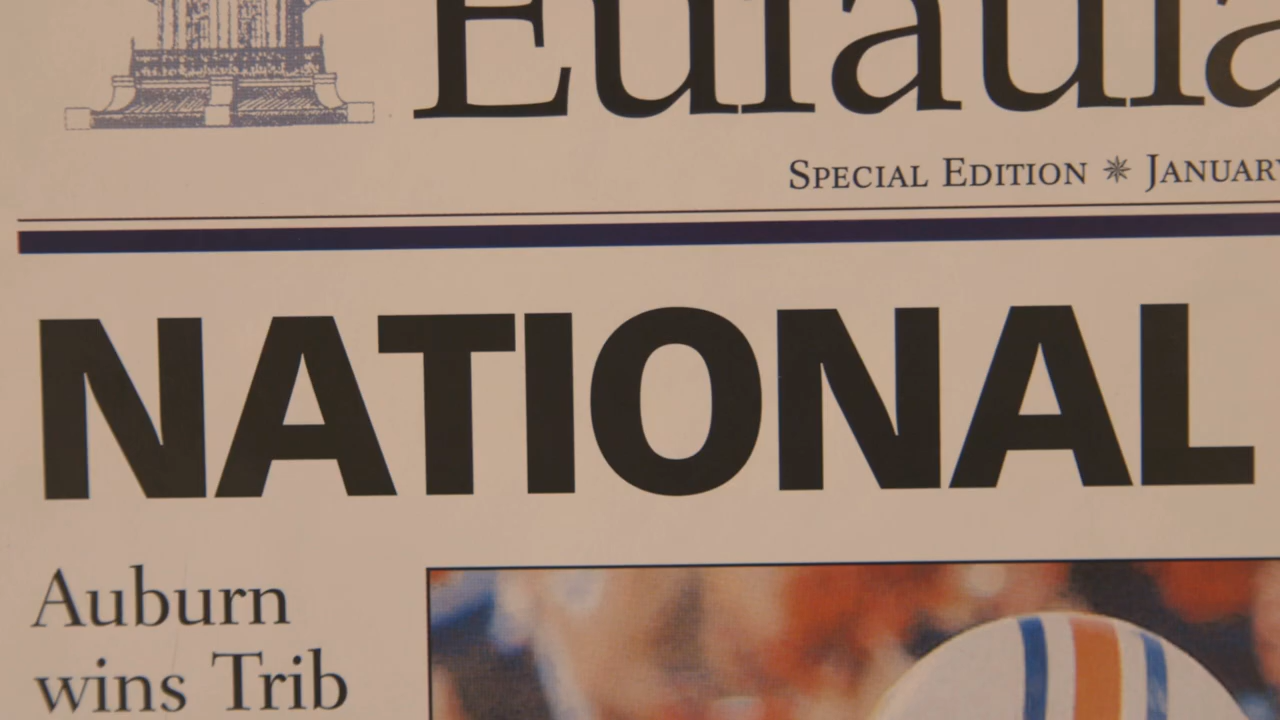 Eufaula
SPECIAL EDITION ✴ JANUARY
NATIONAL
Auburn
wins Trib